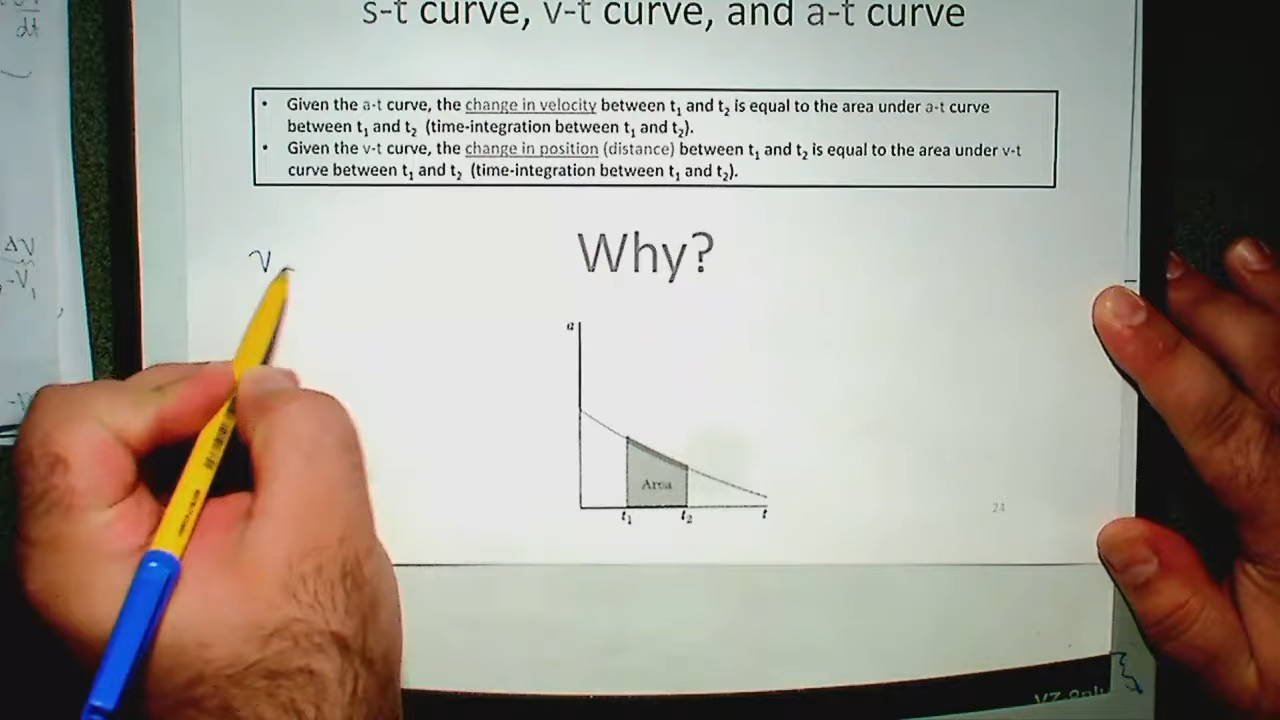 dt
s-t curve, v-t curve, and a-t curve
• Given the a-t curve, the change in velocity between t₁ and t₂ is equal to the area under a-t curve
between t₁ and t₂ (time-integration between t₁ and t₂).
• Given the v-t curve, the change in position (distance) between t₁ and t₂ is equal to the area under v-t
curve between t₁ and t₂ (time-integration between t₁ and t₂).
ΔV
-V₁
V
Why?
a
Area
t₁ t₂ t
24